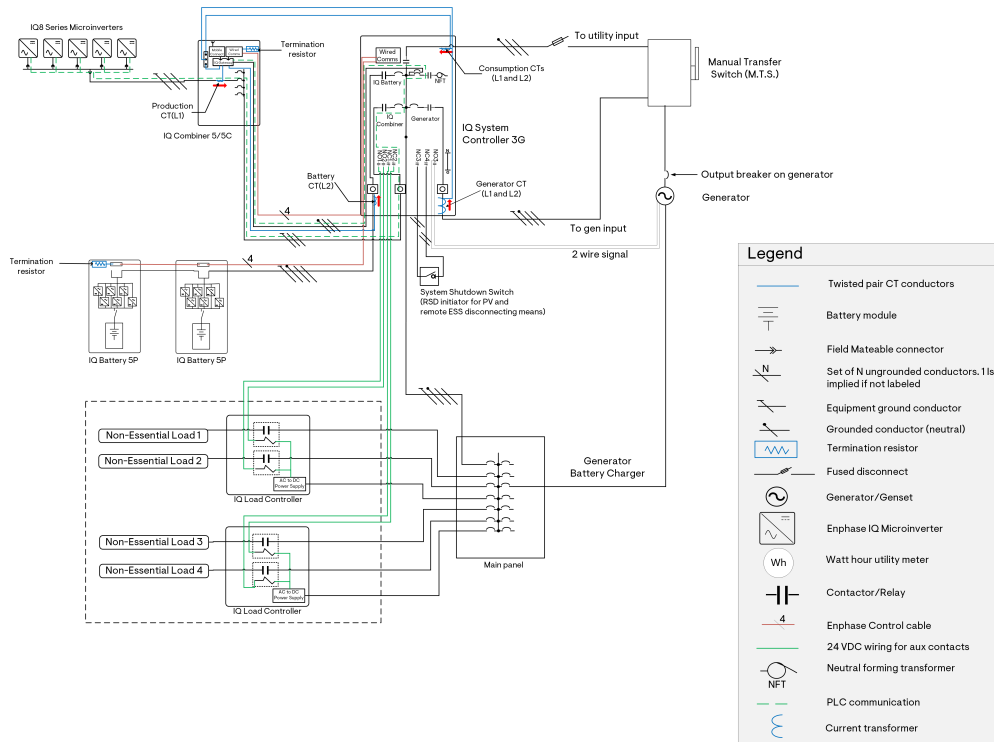 IQ8 Series Microinverters
Termination
resistor
Wired
Comms
Production
CT(L1)
IQ Combiner 5/5C
Wired
Comms
IQ Battery
NFT
IQ
Combiner
Generator
Consumption CTs
(L1 and L2)
IQ System
Controller 3G
To utility input
Manual Transfer
Switch (M.T.S.)
Output breaker on generator
Generator
Battery
CT(L2)
Generator CT
(L1 and L2)
4
To gen input
2 wire signal
Termination
resistor
4
IQ Battery 5P
IQ Battery 5P
System Shutdown Switch
(RSD initiator for PV and
remote ESS disconnecting means)
Non-Essential Load 1
Non-Essential Load 2
AC to DC
Power Supply
IQ Load Controller
Non-Essential Load 3
Non-Essential Load 4
AC to DC
Power Supply
IQ Load Controller
Generator
Battery Charger
Main panel
Legend
Twisted pair CT conductors
Battery module
Field Mateable connector
N
Set of N ungrounded conductors. 1 Is
implied if not labeled
Equipment ground conductor
Grounded conductor (neutral)
Termination resistor
Fused disconnect
Generator/Genset
Enphase IQ Microinverter
Wh
Watt hour utility meter
Contactor/Relay
4
Enphase Control cable
24 VDC wiring for aux contacts
Neutral forming transformer
NFT
PLC communication
Current transformer